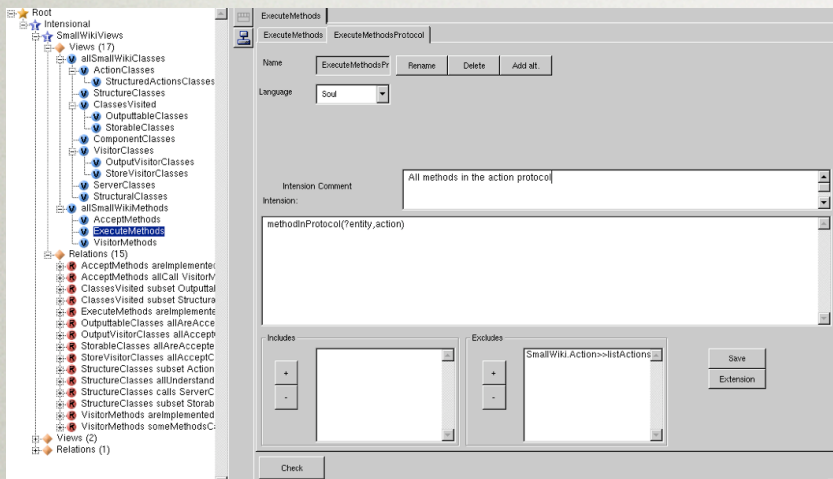 Root
Intensional
SmallWikiViews
Views (17)
allSmallWikiClasses
ActionClasses
StructuredActionsClasses
StructureClasses
ClassesVisited
OutputtableClasses
StorableClasses
ComponentClasses
VisitorClasses
OutputVisitorClasses
StoreVisitorClasses
ServerClasses
StructuralClasses
allSmallWikiMethods
AcceptMethods
ExecuteMethods
VisitorMethods
Relations (15)
AcceptMethods areImplemented
AcceptMethods allCall VisitorM
ClassesVisited subset Outputtal
ClassesVisited subset Structura
ExecuteMethods areImplemente
OutputtableClasses allAreAcce
OutputVisitorClasses allAccept
StorableClasses allAreAccepte
StoreVisitorClasses allAcceptC
StructureClasses subset Action
StructureClasses allUnderstand
StructureClasses calls ServerC
StructureClasses subset Storab
VisitorMethods areImplemented
VisitorMethods someMethodsC
Views (2)
Relations (1)
ExecuteMethods
ExecuteMethods ExecuteMethodsProtocol
Name ExecuteMethodsPr Rename Delete Add alt.
Language Soul
Intension Comment All methods in the action protocol
Intension:
methodInProtocol(?entity,action)
Includes Excludes
+ - + -
SmallWiki.Action>>listActions
Save
Extension
Check